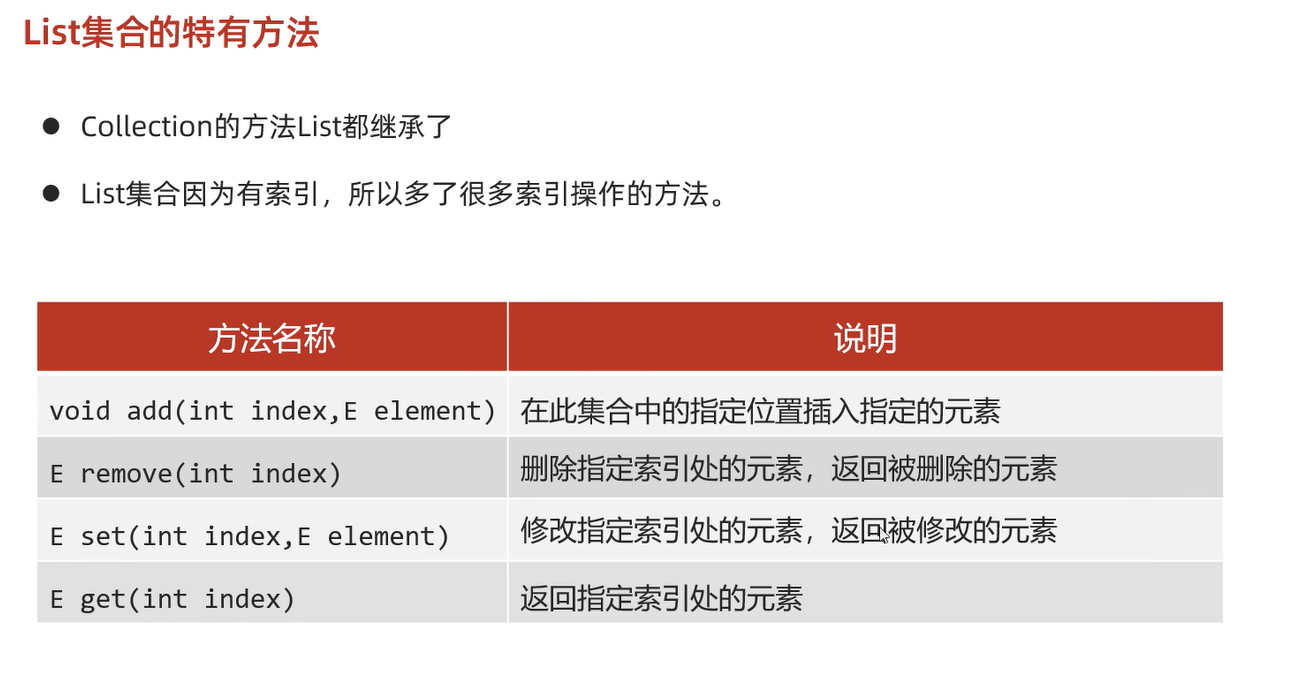 List集合的特有方法
Collection的方法List都继承了
List集合因为有索引，所以多了很多索引操作的方法。
方法名称 说明
void add(int index,E element) 在此集合中的指定位置插入指定的元素
E remove(int index) 删除指定索引处的元素，返回被删除的元素
E set(int index,E element) 修改指定索引处的元素，返回被修改的元素
E get(int index) 返回指定索引处的元素